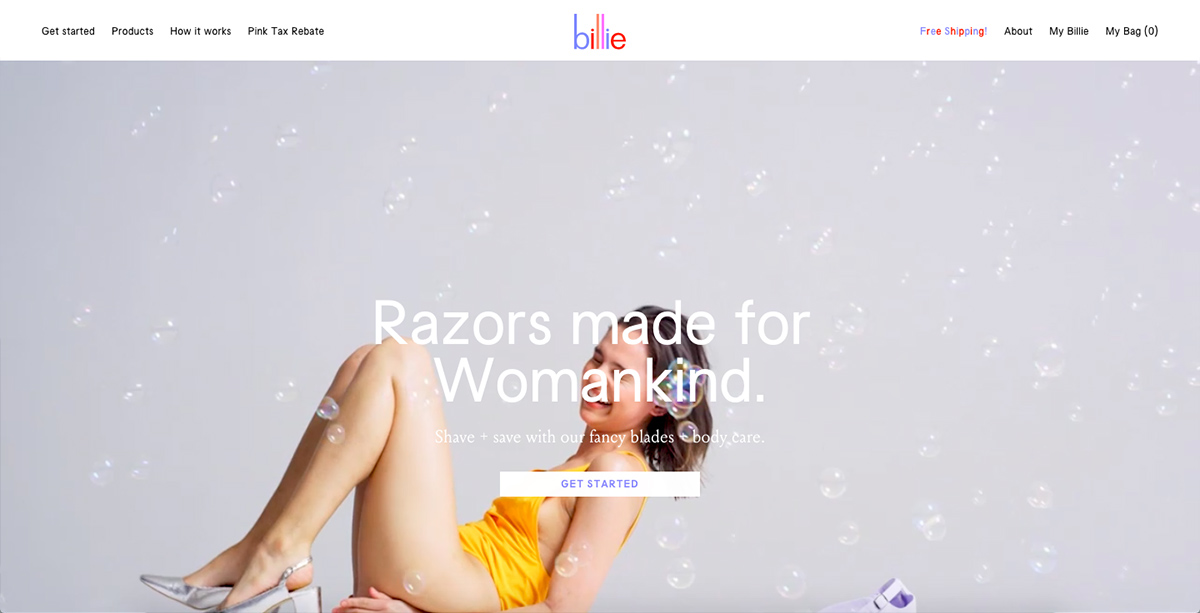 Get started Products How it works Pink Tax Rebate billie Free Shipping! About My Billie My Bag (0)
Razors made for
Womankind.
Shave + save with our fancy blades + body care.
GET STARTED